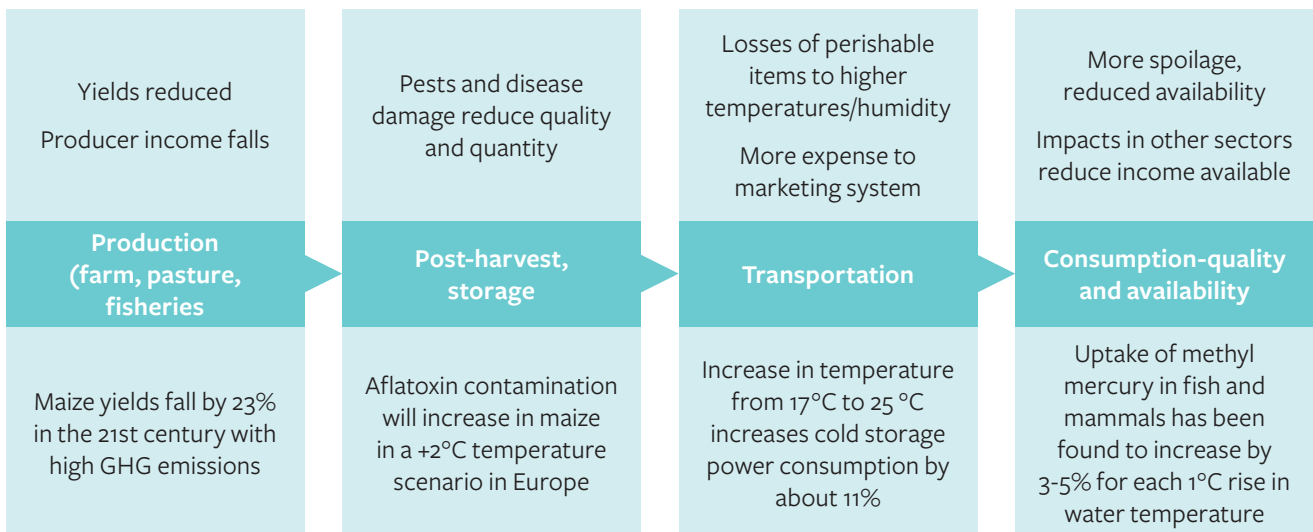 Yields reduced
Producer income falls
Production
(farm, pasture,
fisheries
Maize yields fall by 23%
in the 21st century with
high GHG emissions
Pests and disease
damage reduce quality
and quantity
Post-harvest,
storage
Aflatoxin contamination
will increase in maize
in a +2°C temperature
scenario in Europe
Losses of perishable
items to higher
temperatures/humidity
More expense to
marketing system
Transportation
Increase in temperature
from 17°C to 25 °C
increases cold storage
power consumption by
about 11%
More spoilage,
reduced availability
Impacts in other sectors
reduce income available
Consumption-quality
and availability
Uptake of methyl
mercury in fish and
mammals has been
found to increase by
3-5% for each 1°C rise in
water temperature